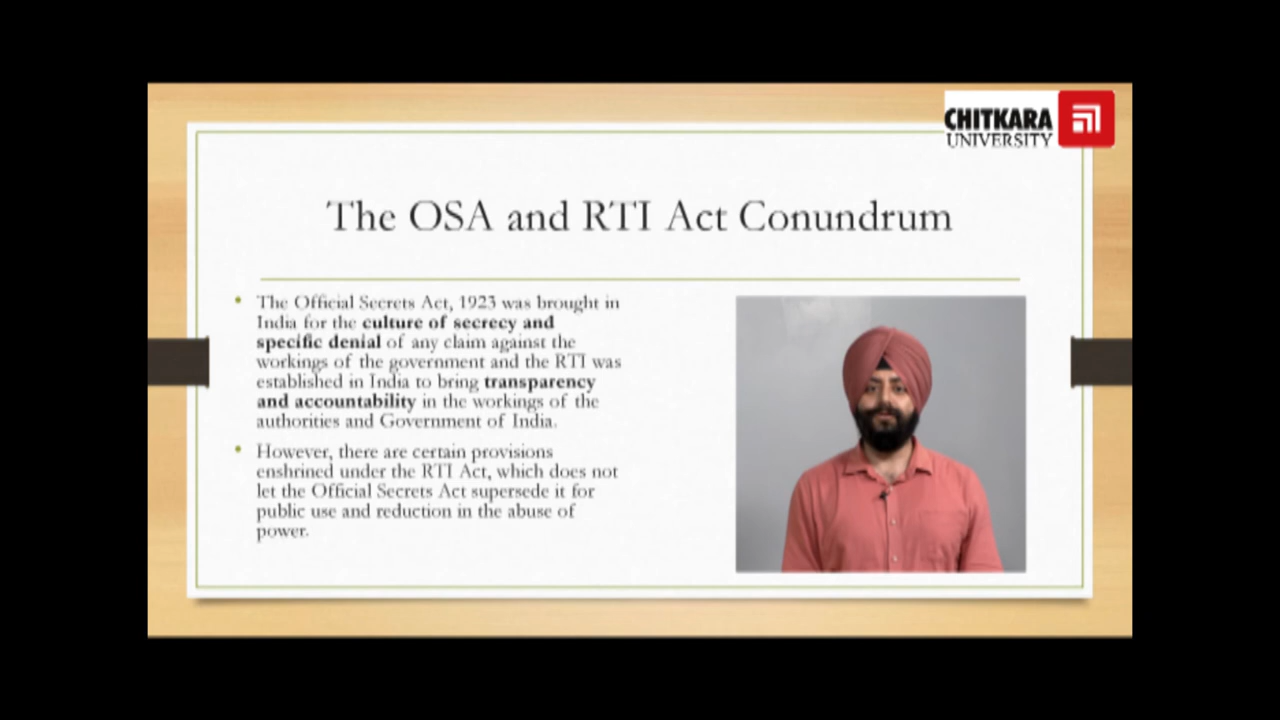 CHITKARA
UNIVERSITY
The OSA and RTI Act Conundrum
• The Official Secrets Act, 1923 was brought in
India for the culture of secrecy and
specific denial of any claim against the
workings of the government and the RTI was
established in India to bring transparency
and accountability in the workings of the
authorities and Government of India.
• However, there are certain provisions
enshrined under the RTI Act, which does not
let the Official Secrets Act supersede it for
public use and reduction in the abuse of
power.